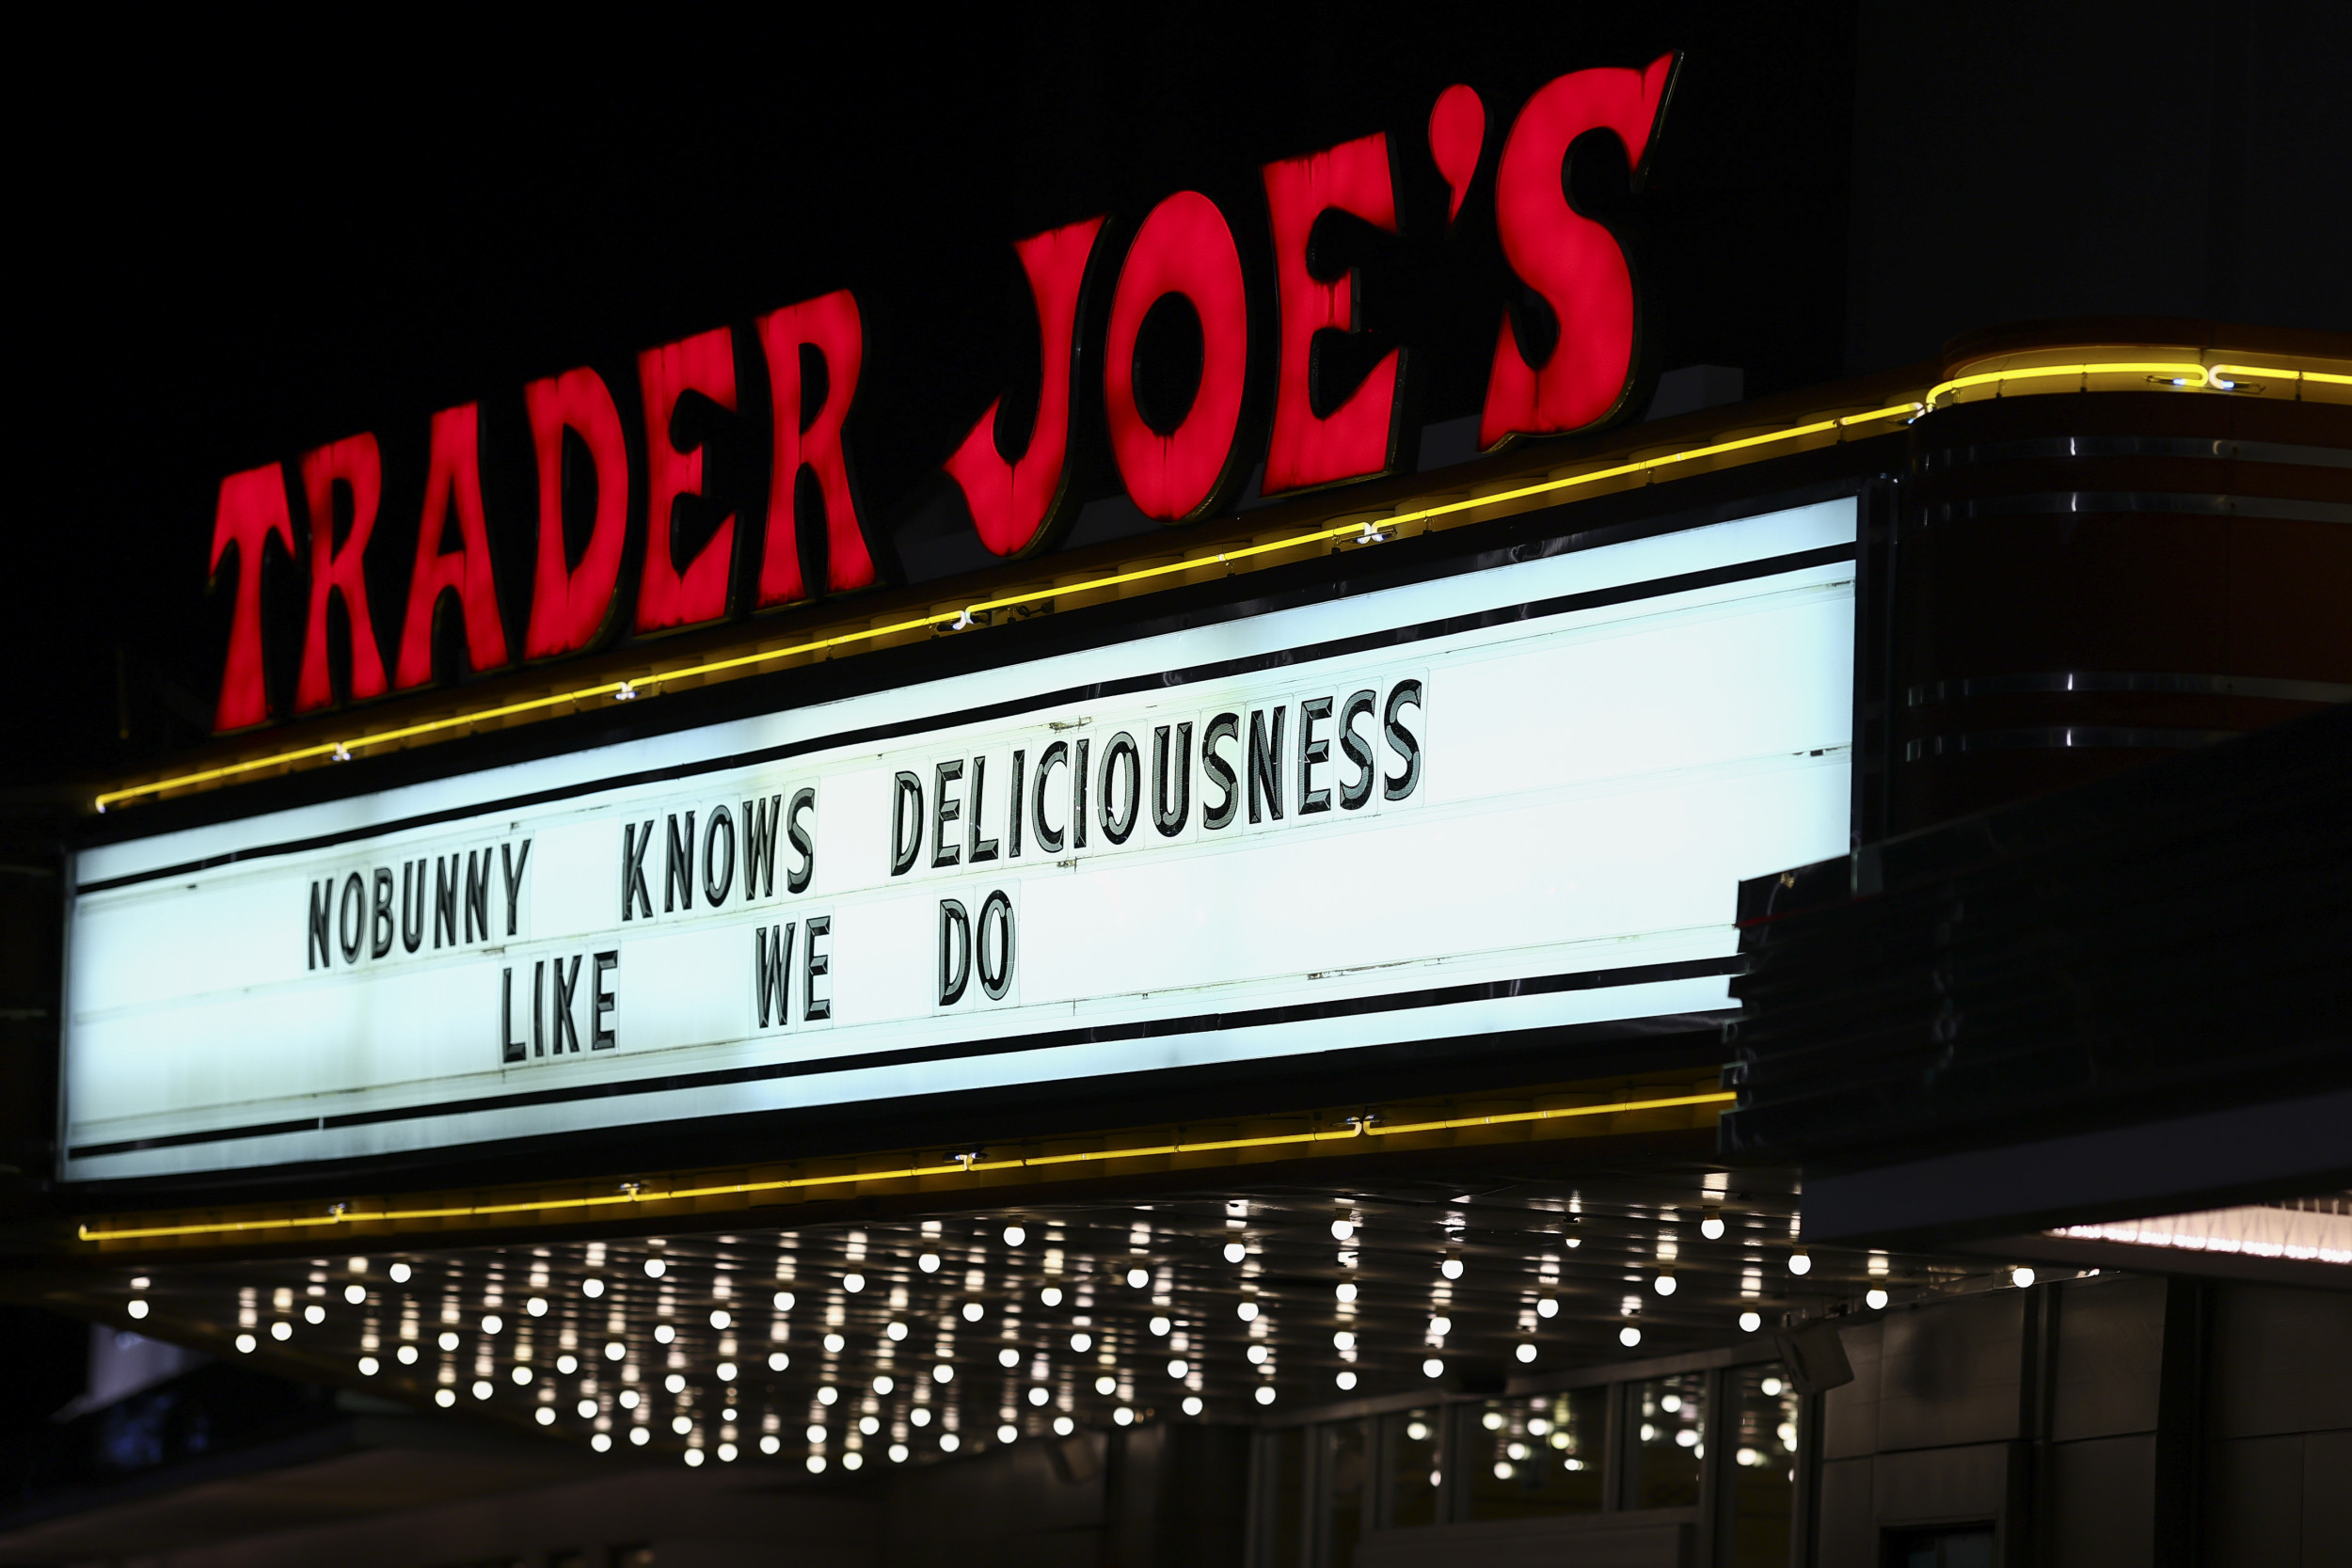 TRADER JOE'S
NOBUNNY KNOWS DELICIOUSNESS
LIKE WE DO